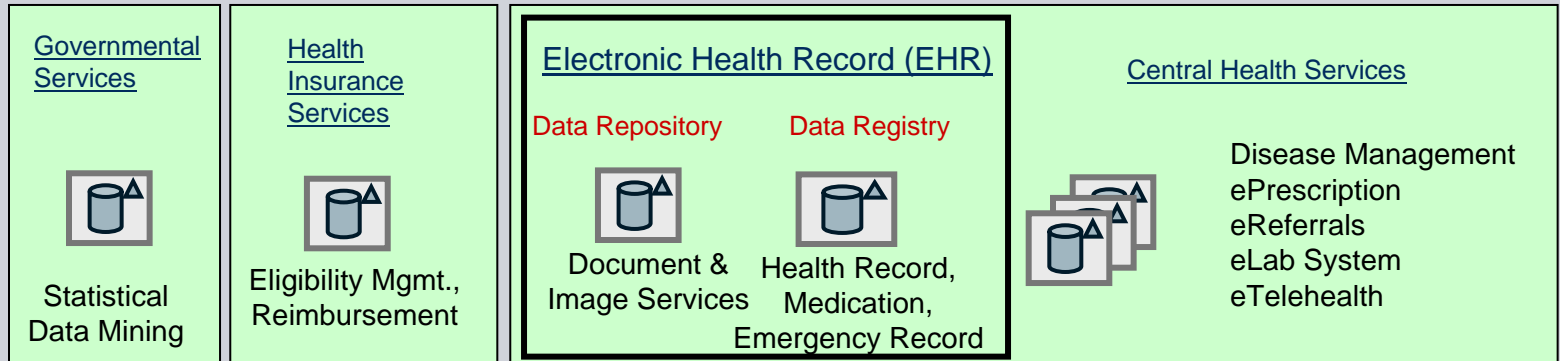 Governmental
Services
Statistical
Data Mining
Health
Insurance
Services
Eligibility Mgmt.,
Reimbursement
Electronic Health Record (EHR)
Data Repository
Document &
Image Services
Data Registry
Health Record,
Medication,
Emergency Record
Central Health Services
Disease Management
ePrescription
eReferrals
eLab System
eTelehealth